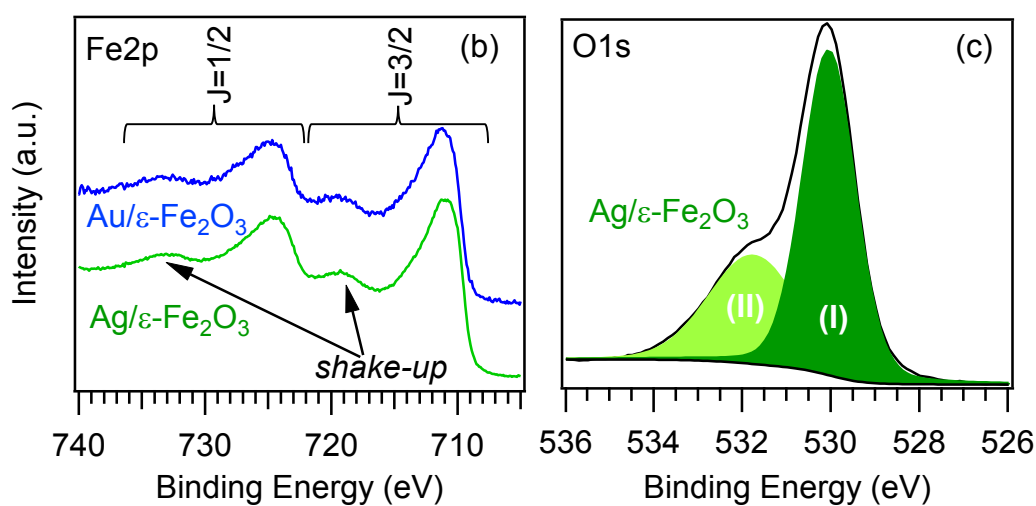 Fe2p
J=1/2
J=3/2
(b)
Au/ε-Fe₂O₃
Ag/ε-Fe₂O₃
shake-up
Intensity (a.u.)
740 730 720 710
Binding Energy (eV)
O1s
(c)
Ag/ε-Fe₂O₃
(II)
(I)
536 534 532 530 528 526
Binding Energy (eV)